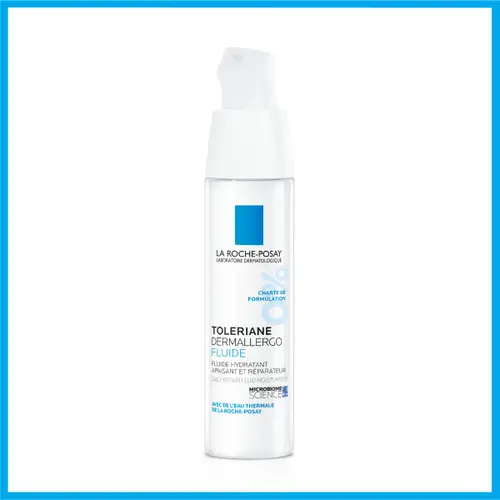 LA ROCHE-POSAY
LABORATOIRE DERMATOLOGIQUE
0%
CHARTE DE
FORMULATION
TOLERIANE
DERMALLERGO
FLUIDE
FLUIDE HYDRATANT
APAISANT ET RÉPARATEUR
MICROBIOME
SCIENCE
AVEC DE L'EAU THERMALE
DE LA ROCHE-POSAY